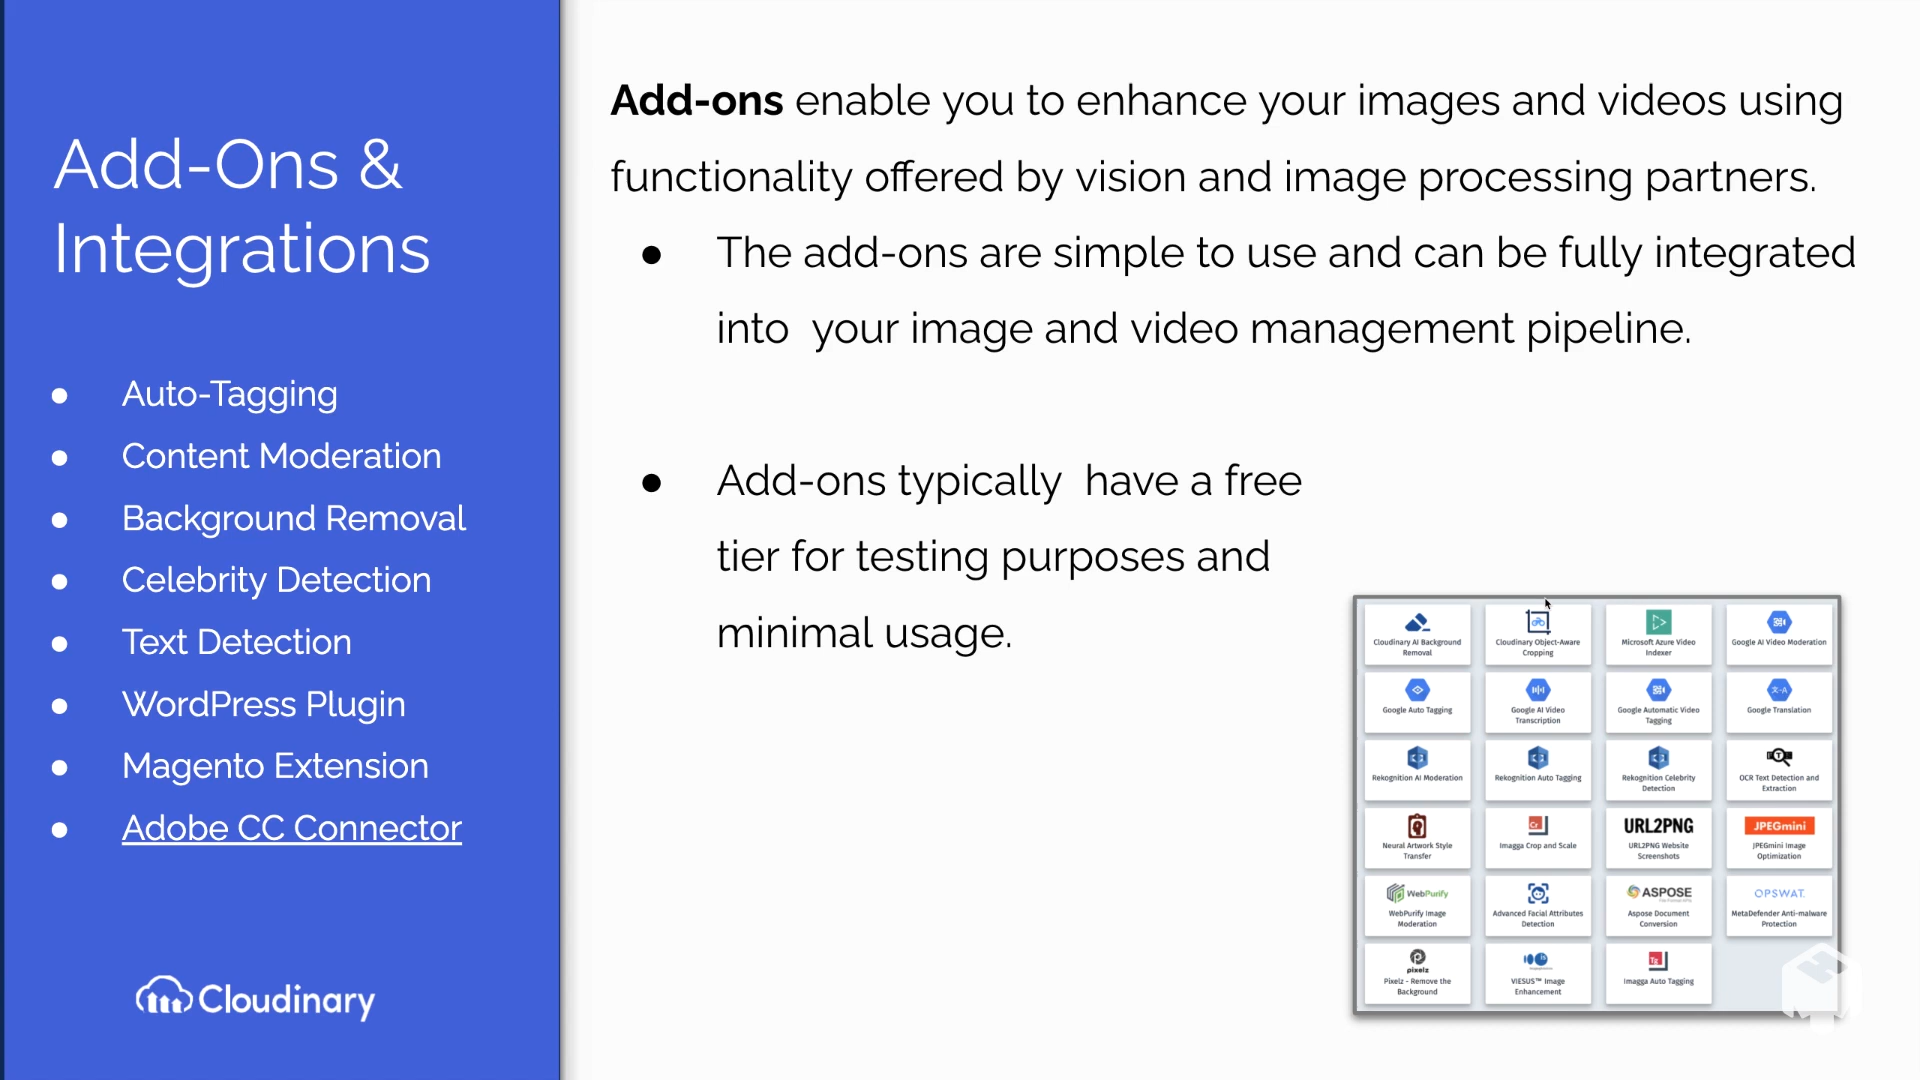 Add-Ons &
Integrations
● Auto-Tagging
● Content Moderation
● Background Removal
● Celebrity Detection
● Text Detection
● WordPress Plugin
● Magento Extension
● Adobe CC Connector
Cloudinary
Add-ons enable you to enhance your images and videos using
functionality offered by vision and image processing partners.
● The add-ons are simple to use and can be fully integrated
into  your image and video management pipeline.
● Add-ons typically  have a free
tier for testing purposes and
minimal usage.
Cloudinary AI Background
Removal
Cloudinary Object-Aware
Cropping
Microsoft Azure Video
Indexer
Google AI Video Moderation
Google Auto Tagging
Google AI Video
Transcription
Google Automatic Video
Tagging
Google Translation
Rekognition AI Moderation
Rekognition Auto Tagging
Rekognition Celebrity
Detection
OCR Text Detection and
Extraction
Neural Artwork Style
Transfer
Cr
Imagga Crop and Scale
URL2PNG
URL2PNG Website
Screenshots
JPEGmini
JPEGmini Image
Optimization
WebPurify
WebPurify Image
Moderation
Advanced Facial Attributes
Detection
ASPOSE
Aspose Document
Conversion
OPSWAT.
MetaDefender Anti-malware
Protection
pixelz
Pixelz - Remove the
Background
VIESUS™ Image
Enhancement
Tg
Imagga Auto Tagging